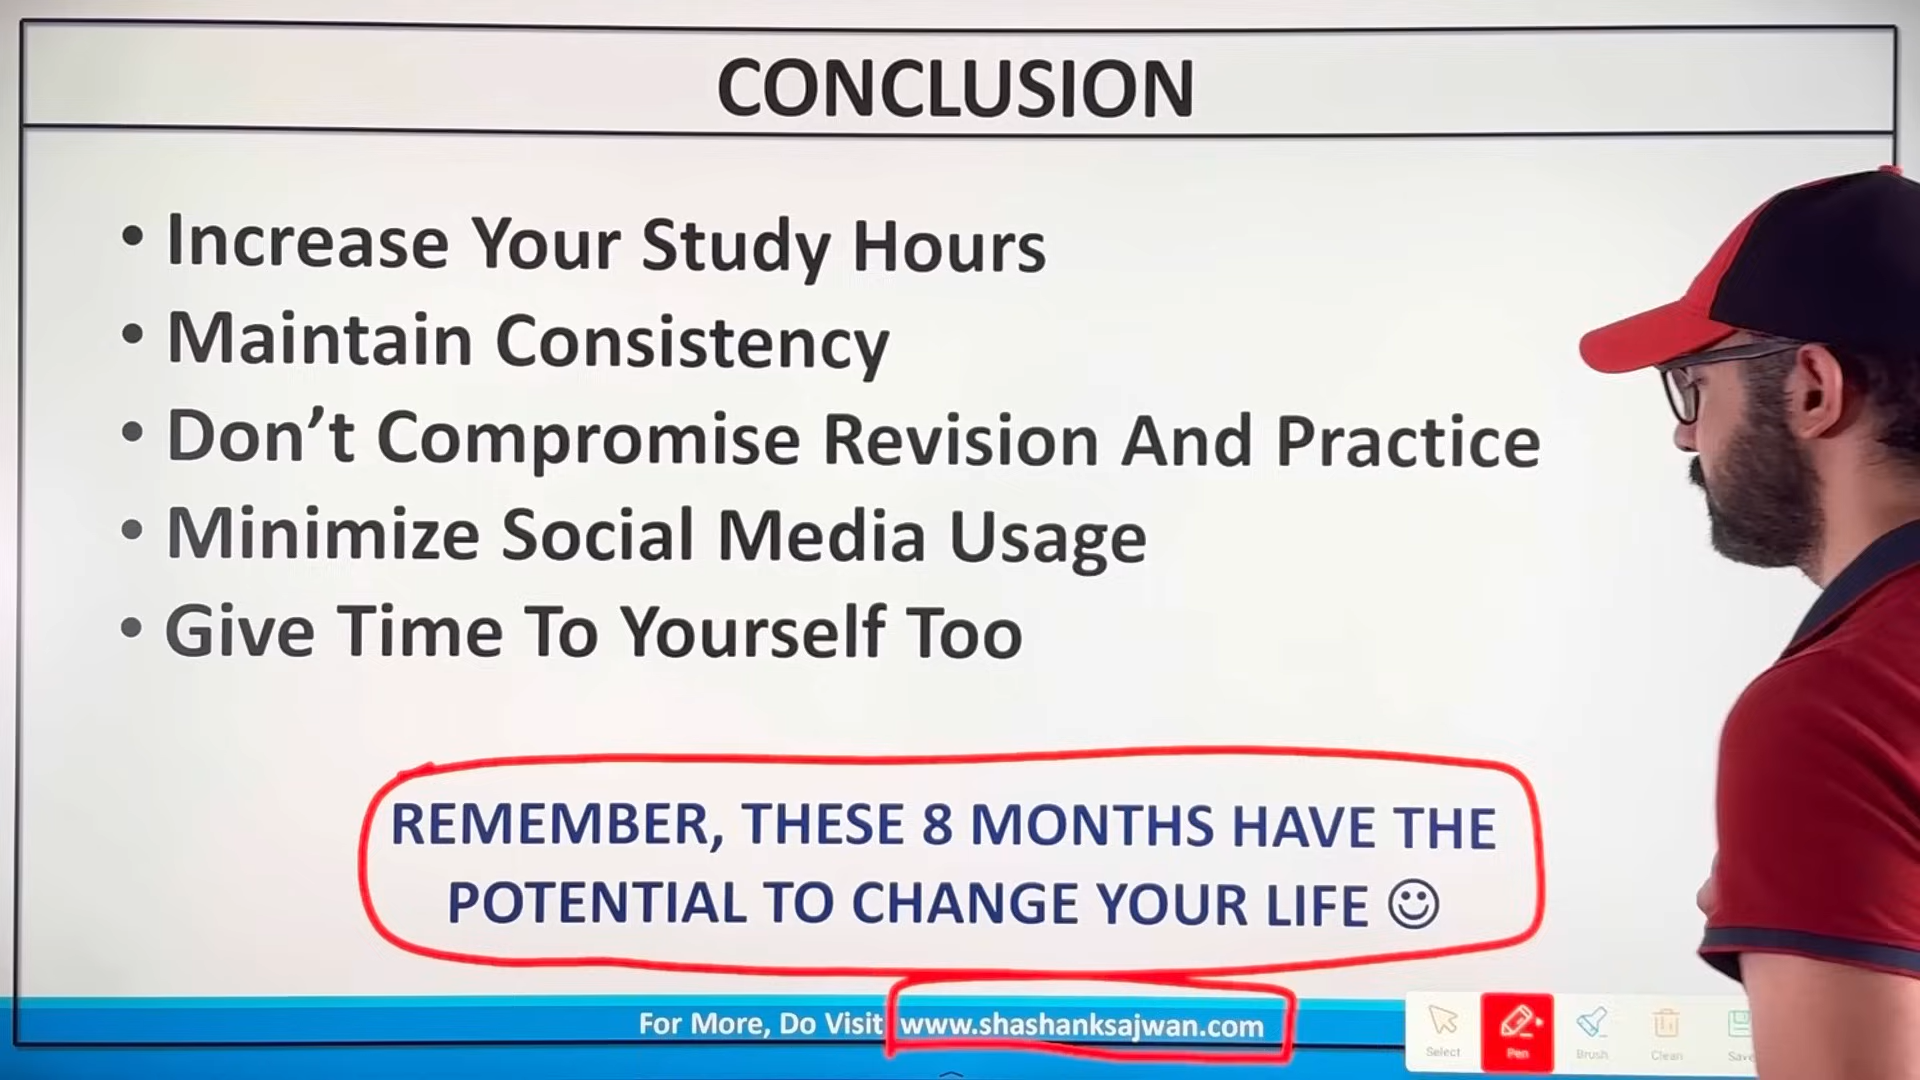 CONCLUSION
• Increase Your Study Hours
• Maintain Consistency
• Don’t Compromise Revision And Practice
• Minimize Social Media Usage
• Give Time To Yourself Too
REMEMBER, THESE 8 MONTHS HAVE THE
POTENTIAL TO CHANGE YOUR LIFE ☺
For More, Do Visit www.shashanksajwan.com
Select Pen Brush Clean Save